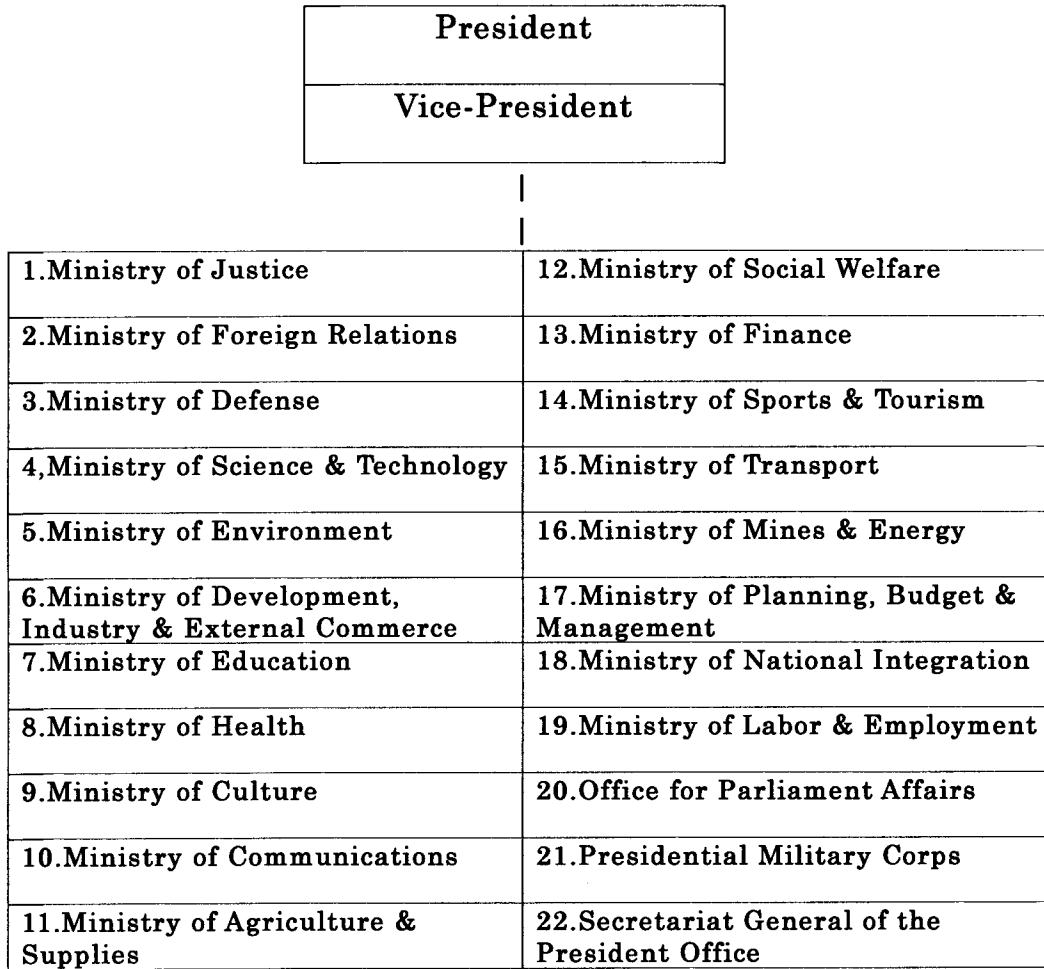 President
Vice-President
1.Ministry of Justice
2.Ministry of Foreign Relations
3.Ministry of Defense
4,Ministry of Science & Technology
5.Ministry of Environment
6.Ministry of Development,
Industry & External Commerce
7.Ministry of Education
8.Ministry of Health
9.Ministry of Culture
10.Ministry of Communications
11.Ministry of Agriculture &
Supplies
12.Ministry of Social Welfare
13.Ministry of Finance
14.Ministry of Sports & Tourism
15.Ministry of Transport
16.Ministry of Mines & Energy
17.Ministry of Planning, Budget &
Management
18.Ministry of National Integration
19.Ministry of Labor & Employment
20.Office for Parliament Affairs
21.Presidential Military Corps
22.Secretariat General of the
President Office